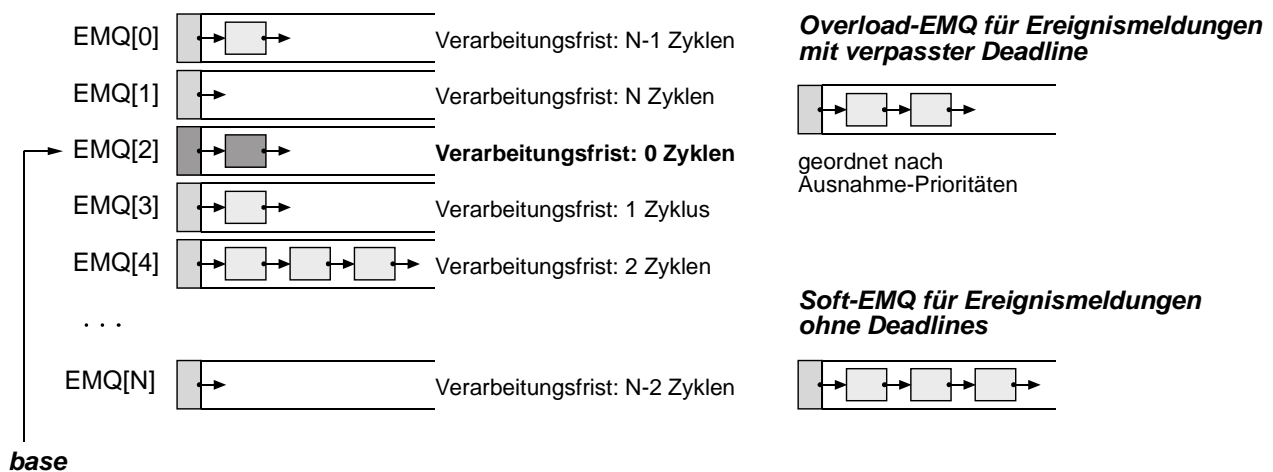 EMQ[0]
Verarbeitungsfrist: N-1 Zyklen
EMQ[1]
Verarbeitungsfrist: N Zyklen
EMQ[2]
Verarbeitungsfrist: 0 Zyklen
EMQ[3]
Verarbeitungsfrist: 1 Zyklus
EMQ[4]
Verarbeitungsfrist: 2 Zyklen
. . .
EMQ[N]
Verarbeitungsfrist: N-2 Zyklen
base
Overload-EMQ für Ereignismeldungen
mit verpasster Deadline
geordnet nach
Ausnahme-Prioritäten
Soft-EMQ für Ereignismeldungen
ohne Deadlines